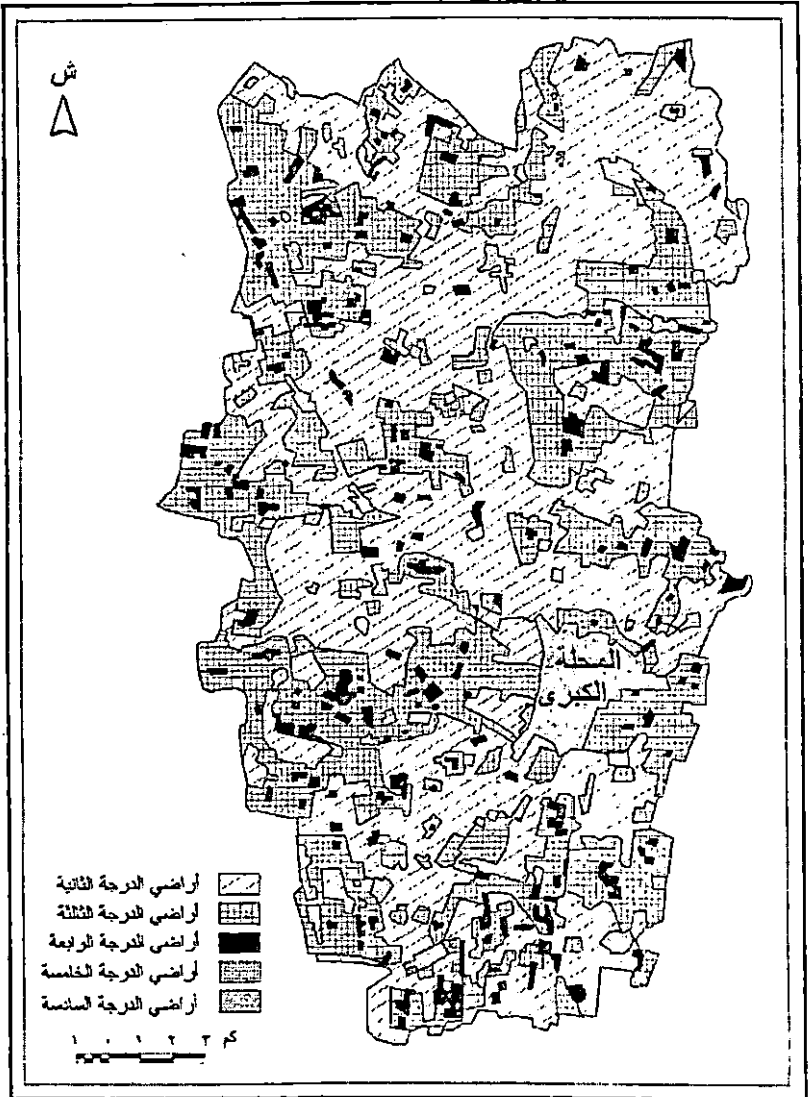 ش
المحلة
الكبرى
أراضي الدرجة الثانية
أراضي الدرجة الثالثة
أراضي الدرجة الرابعة
أراضي الدرجة الخامسة
أراضي الدرجة السادسة
١ ٠ ١ ٢ ٣ كم